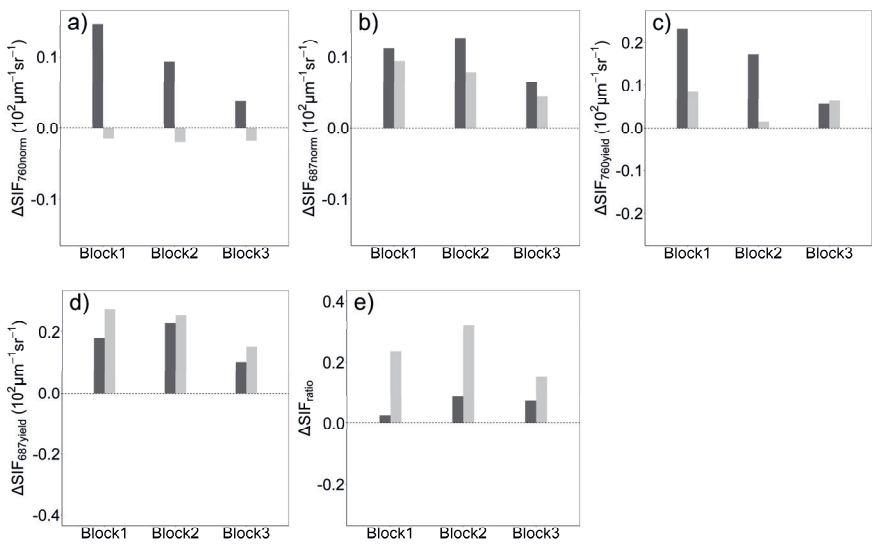 a)
ΔSIF760norm (10²μm⁻¹sr⁻¹)
0.1
0.0
-0.1
Block1 Block2 Block3
b)
ΔSIF687norm (10²μm⁻¹sr⁻¹)
0.1
0.0
-0.1
Block1 Block2 Block3
c)
ΔSIF760yield (10²μm⁻¹sr⁻¹)
0.2
0.1
0.0
-0.1
-0.2
Block1 Block2 Block3
d)
ΔSIF687yield (10²μm⁻¹sr⁻¹)
0.2
0.0
-0.2
-0.4
Block1 Block2 Block3
e)
ΔSIFratio
0.4
0.2
0.0
-0.2
Block1 Block2 Block3